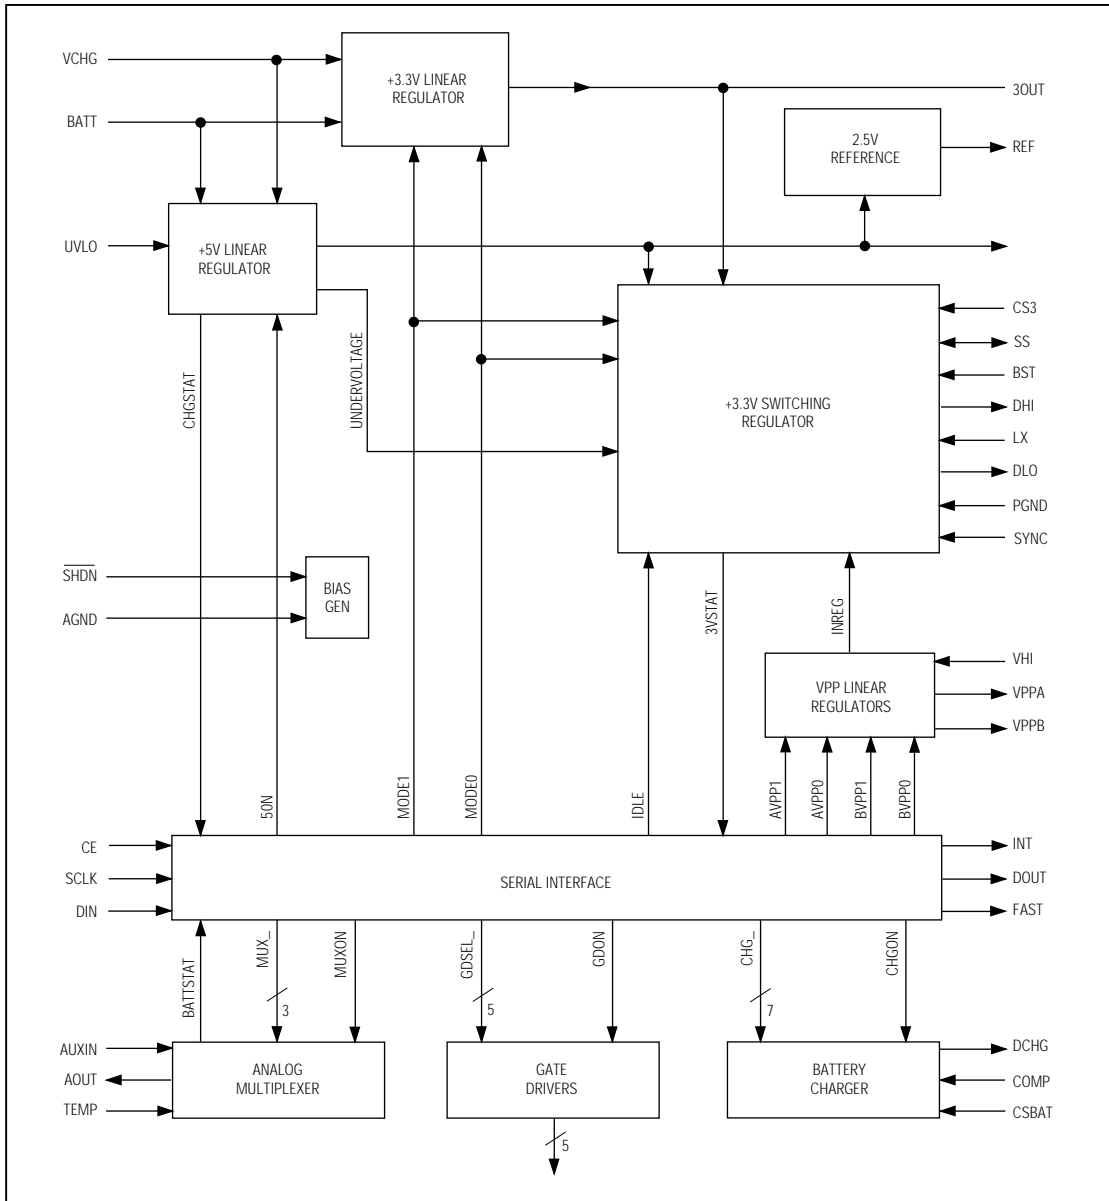 VCHG
+3.3V LINEAR
REGULATOR
3OUT
BATT
2.5V
REFERENCE
REF
UVLO
+5V LINEAR
REGULATOR
CS3
SS
BST
DHI
LX
DLO
PGND
SYNC
+3.3V SWITCHING
REGULATOR
CHGSTAT
UNDERVOLTAGE
SHDN
AGND
BIAS
GEN
3VSTAT
INREG
VHI
VPPA
VPPB
VPP LINEAR
REGULATORS
5ON
MODE1
MODE0
IDLE
AVPP1
AVPP0
BVPP1
BVPP0
CE
SCLK
DIN
SERIAL INTERFACE
INT
DOUT
FAST
BATTSTAT
MUX_
3
MUXON
GDSEL_
5
GDON
CHG_
7
CHGON
AUXIN
AOUT
TEMP
ANALOG
MULTIPLEXER
GATE
DRIVERS
5
BATTERY
CHARGER
DCHG
COMP
CSBAT